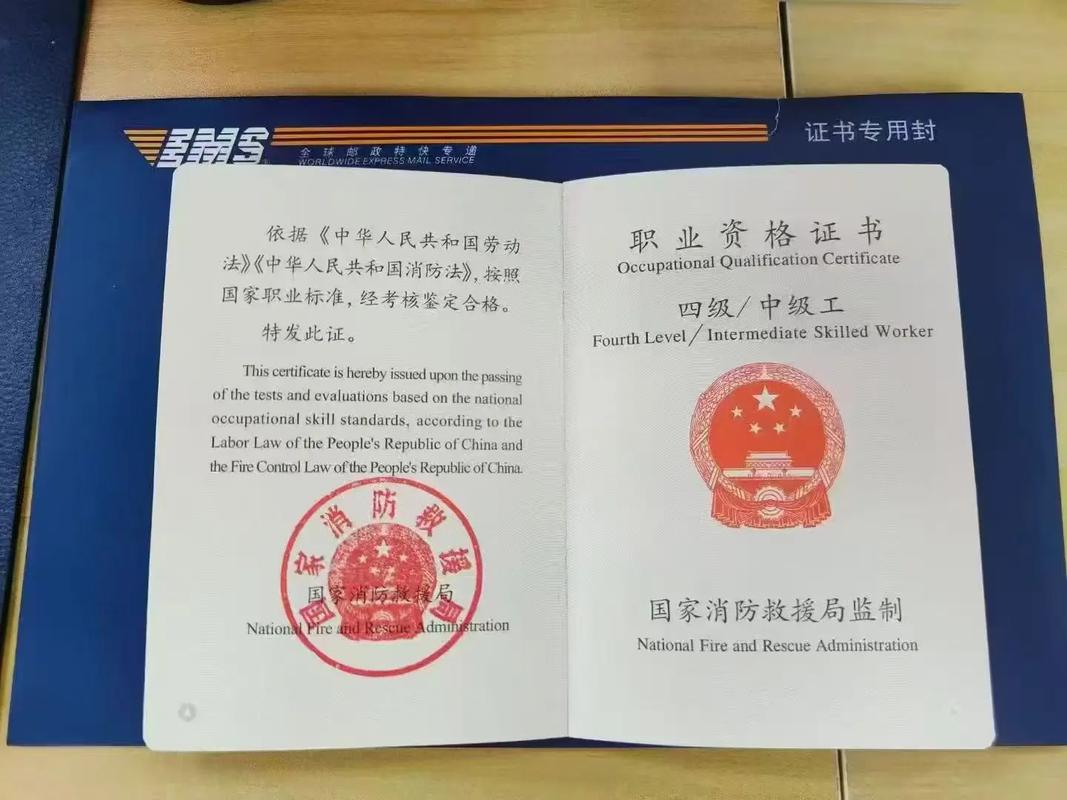 EMS
全球邮政特快专递
WORLDWIDE EXPRESS MAIL SERVICE
证书专用封
依据《中华人民共和国劳动
法》《中华人民共和国消防法》，按照
国家职业标准，经考核鉴定合格。
特发此证。
This certificate is hereby issued upon the passing
of the tests and evaluations based on the national
occupational skill standards, according to the
Labor Law of the People's Republic of China and
the Fire Control Law of the People's Republic of China.
国家消防救援局
国家消防救援局
National Fire and Rescue Administration
职业资格证书
Occupational Qualification Certificate
四级/中级工
Fourth Level/Intermediate Skilled Worker
国家消防救援局监制
National Fire and Rescue Administration